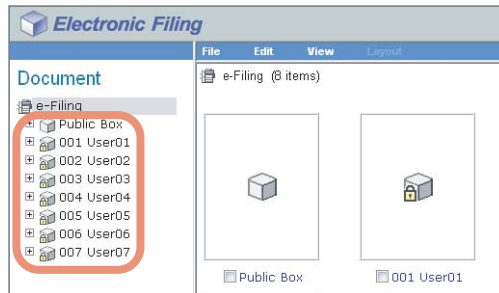 Electronic Filing
File Edit View Layout
Document
e-Filing (8 items)
e-Filing
Public Box
001 User01
002 User02
003 User03
004 User04
005 User05
006 User06
007 User07
Public Box
001 User01